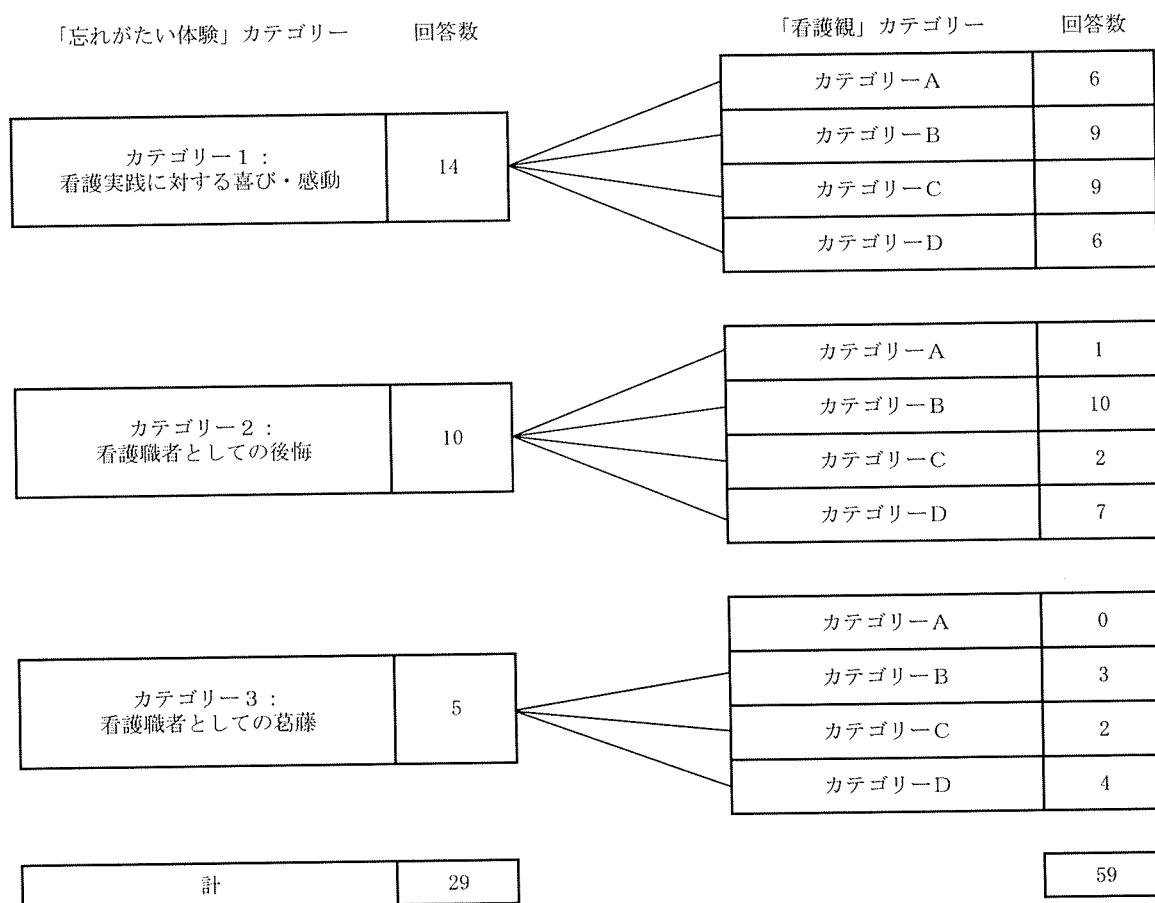 「忘れがたい体験」カテゴリー 回答数
「看護観」カテゴリー 回答数
カテゴリー1：
看護実践に対する喜び・感動
14
カテゴリーA 6
カテゴリーB 9
カテゴリーC 9
カテゴリーD 6
カテゴリー2：
看護職者としての後悔
10
カテゴリーA 1
カテゴリーB 10
カテゴリーC 2
カテゴリーD 7
カテゴリー3：
看護職者としての葛藤
5
カテゴリーA 0
カテゴリーB 3
カテゴリーC 2
カテゴリーD 4
計 29
59